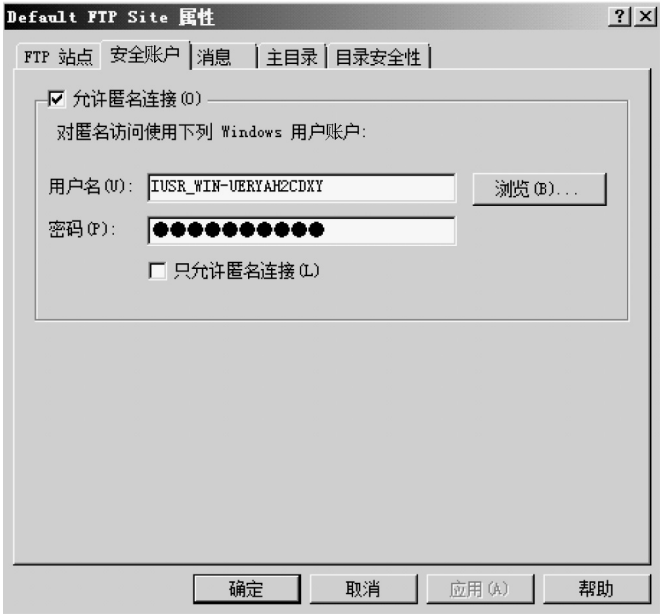 Default FTP Site 属性
FTP 站点 安全账户 消息 主目录 目录安全性
允许匿名连接(O)
对匿名访问使用下列 Windows 用户账户:
用户名(U): IUSR_WIN-UERYAH2CDXY 浏览(B)...
密码(P): ●●●●●●●●●●
只允许匿名连接(L)
确定 取消 应用(A) 帮助